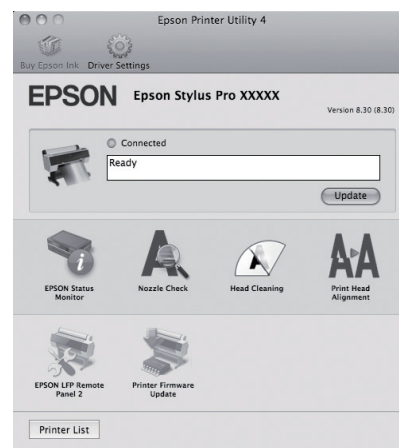 Epson Printer Utility 4
Buy Epson Ink Driver Settings
EPSON Epson Stylus Pro XXXXX
Version 8.30 (8.30)
Connected
Ready
Update
EPSON Status
Monitor
Nozzle Check
Head Cleaning
Print Head
Alignment
EPSON LFP Remote
Panel 2
Printer Firmware
Update
Printer List